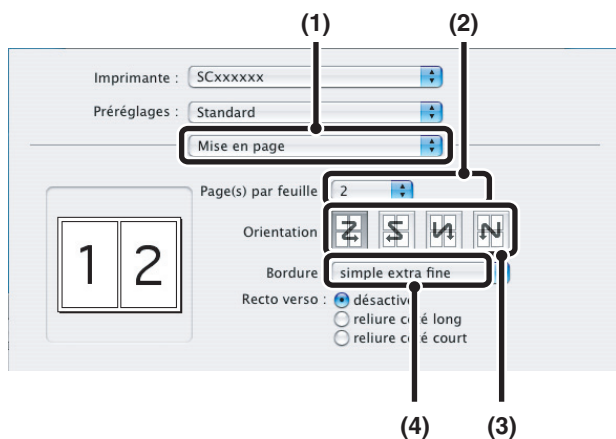 (1) (2)
Imprimante : SCxxxxxx
Préréglages : Standard
Mise en page
Page(s) par feuille 2
Orientation
1 2
Bordure simple extra fine
Recto verso : désactivé
reliure côté long
reliure côté court
(4) (3)